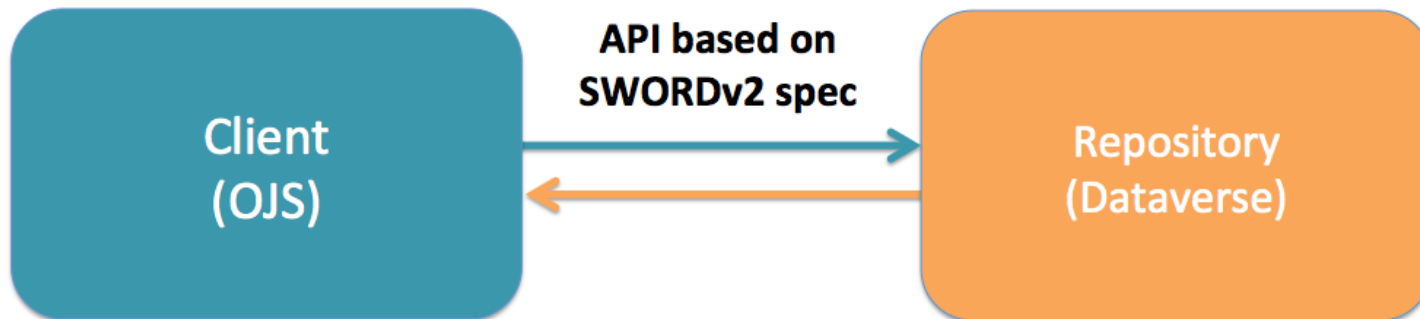 Client
(OJS)
API based on
SWORDv2 spec
Repository
(Dataverse)